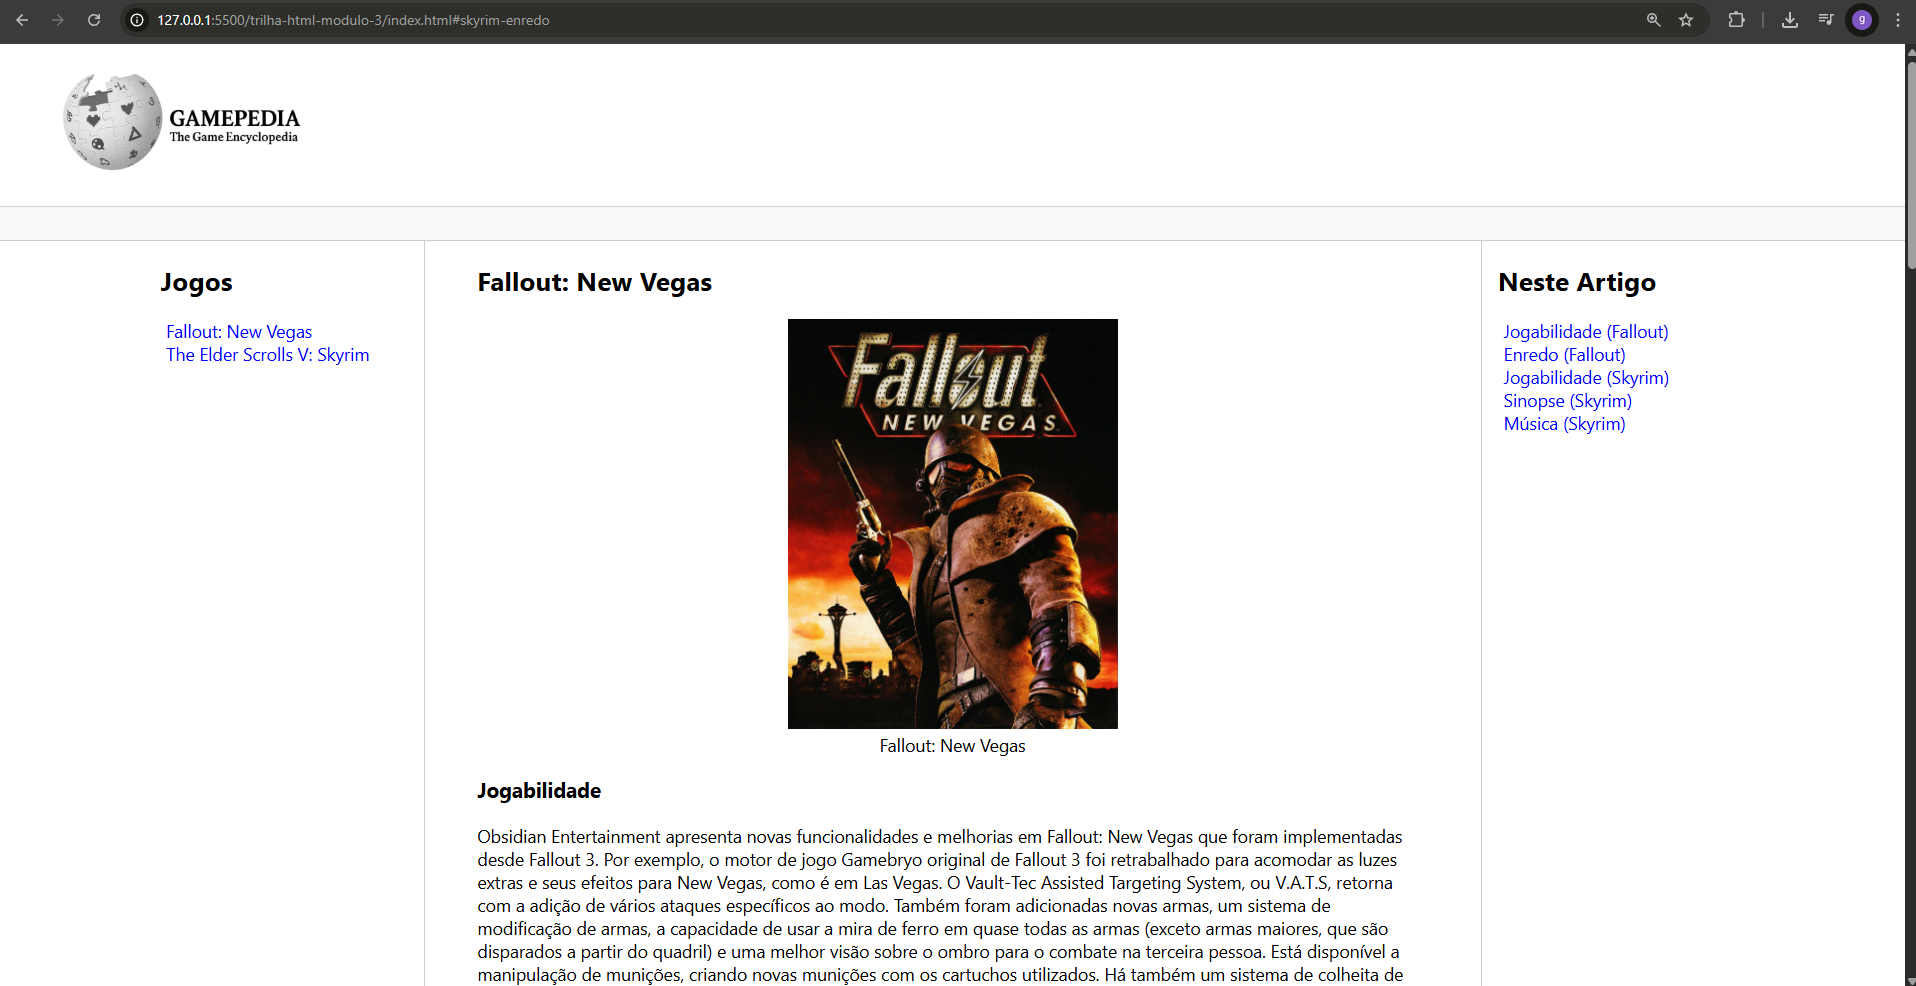 127.0.0.1:5500/trilha-html-modulo-3/index.html#skyrim-enredo
g
GAMEPEDIA
The Game Encyclopedia
Jogos
Fallout: New Vegas
The Elder Scrolls V: Skyrim
Fallout: New Vegas
Fallout
NEW VEGAS
Fallout: New Vegas
Jogabilidade
Obsidian Entertainment apresenta novas funcionalidades e melhorias em Fallout: New Vegas que foram implementadas
desde Fallout 3. Por exemplo, o motor de jogo Gamebryo original de Fallout 3 foi retrabalhado para acomodar as luzes
extras e seus efeitos para New Vegas, como é em Las Vegas. O Vault-Tec Assisted Targeting System, ou V.A.T.S, retorna
com a adição de vários ataques específicos ao modo. Também foram adicionadas novas armas, um sistema de
modificação de armas, a capacidade de usar a mira de ferro em quase todas as armas (exceto armas maiores, que são
disparados a partir do quadril) e uma melhor visão sobre o ombro para o combate na terceira pessoa. Está disponível a
manipulação de munições, criando novas munições com os cartuchos utilizados. Há também um sistema de colheita de
Neste Artigo
Jogabilidade (Fallout)
Enredo (Fallout)
Jogabilidade (Skyrim)
Sinopse (Skyrim)
Música (Skyrim)